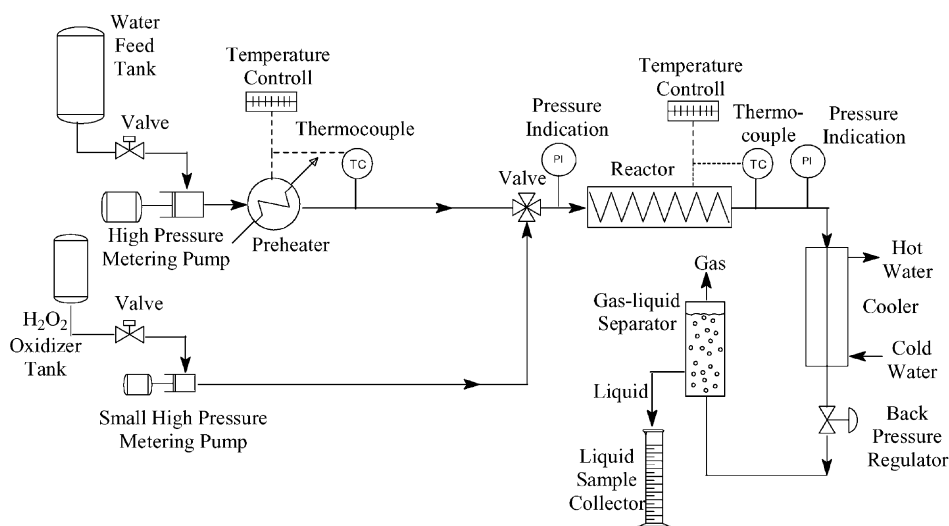 Water
Feed
Tank
Valve
Temperature
Controll
Thermocouple
TC
High Pressure
Metering Pump
Preheater
Pressure
Indication
PI
Valve
Temperature
Controll
Thermo-
couple
TC
Pressure
Indication
PI
Reactor
H2O2
Oxidizer
Tank
Valve
Small High Pressure
Metering Pump
Gas
Gas-liquid
Separator
Liquid
Liquid
Sample
Collector
Hot
Water
Cooler
Cold
Water
Back
Pressure
Regulator